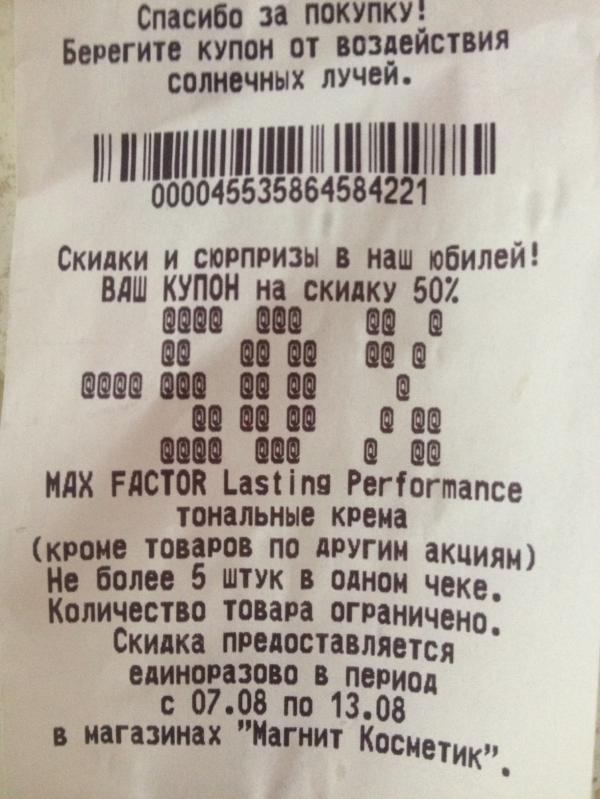 Спасибо за покупку!
Берегите купон от воздействия
солнечных лучей.
0000455358645842​21
Скидки и сюрпризы в наш юбилей!
ВАШ КУПОН на скидку 50%
@@@@ @@@ @@ @
@@ @@ @@ @@ @
@@@@ @@@ @@ @@ @
@@ @@ @@ @ @@
@@@@ @@@ @ @@
MAX FACTOR Lasting Performance
тональные крема
(кроме товаров по другим акциям)
Не более 5 штук в одном чеке.
Количество товара ограничено.
Скидка предоставляется
единоразово в период
с 07.08 по 13.08
в магазинах "Магнит Косметик".